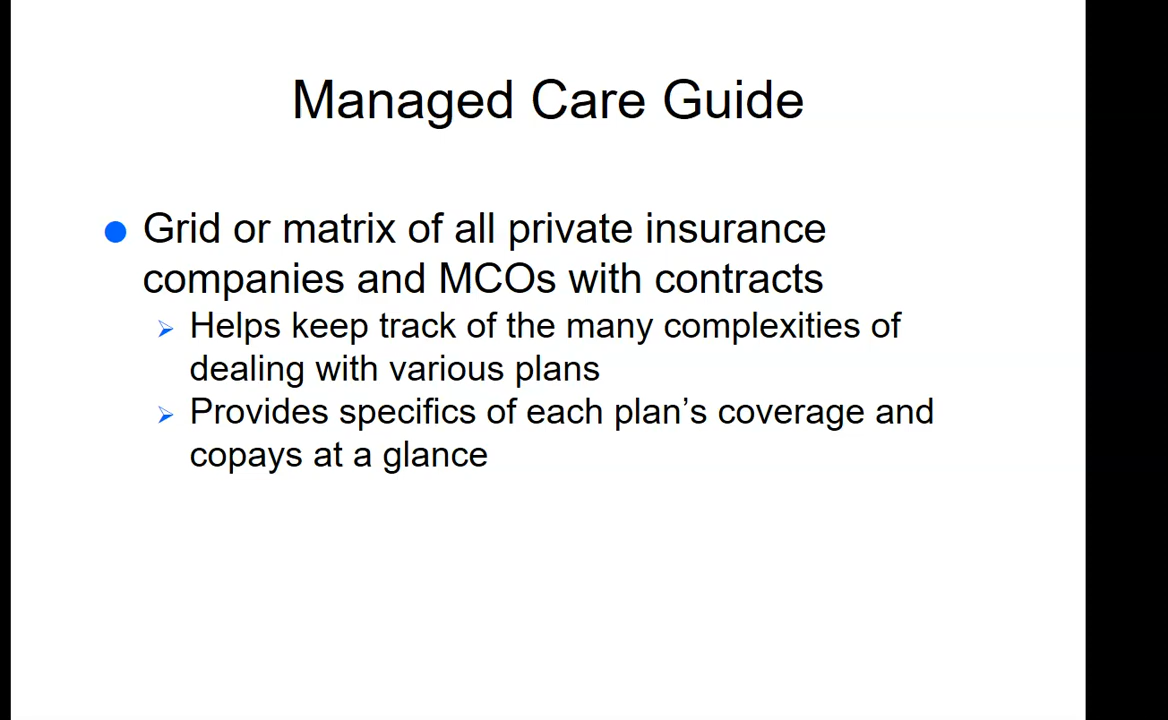 Managed Care Guide
Grid or matrix of all private insurance
companies and MCOs with contracts
Helps keep track of the many complexities of
dealing with various plans
Provides specifics of each plan’s coverage and
copays at a glance